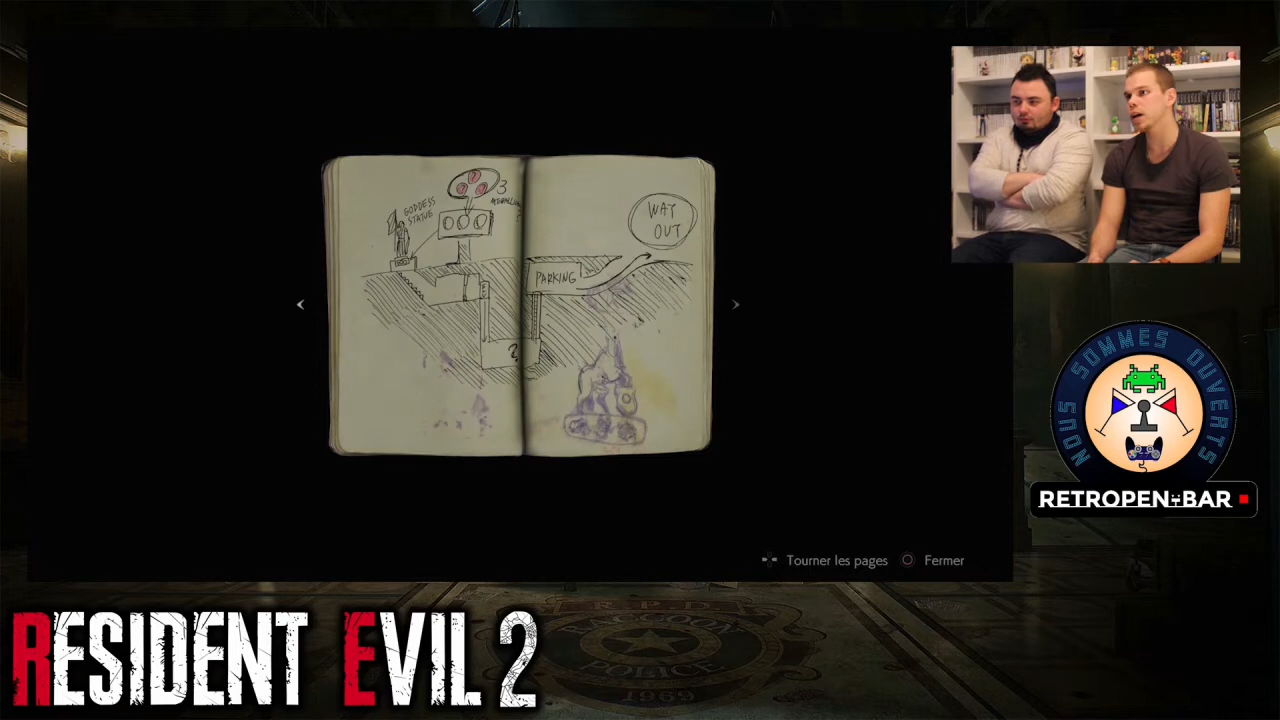 3
GODDESS
STATUE
WAY
OUT
PARKING
?
Tourner les pages
Fermer
NOUS SOMMES OUVERTS
RETROPEN-BAR
R.P.D.
RACCOON
POLICE
1969
RESIDENT EVIL 2